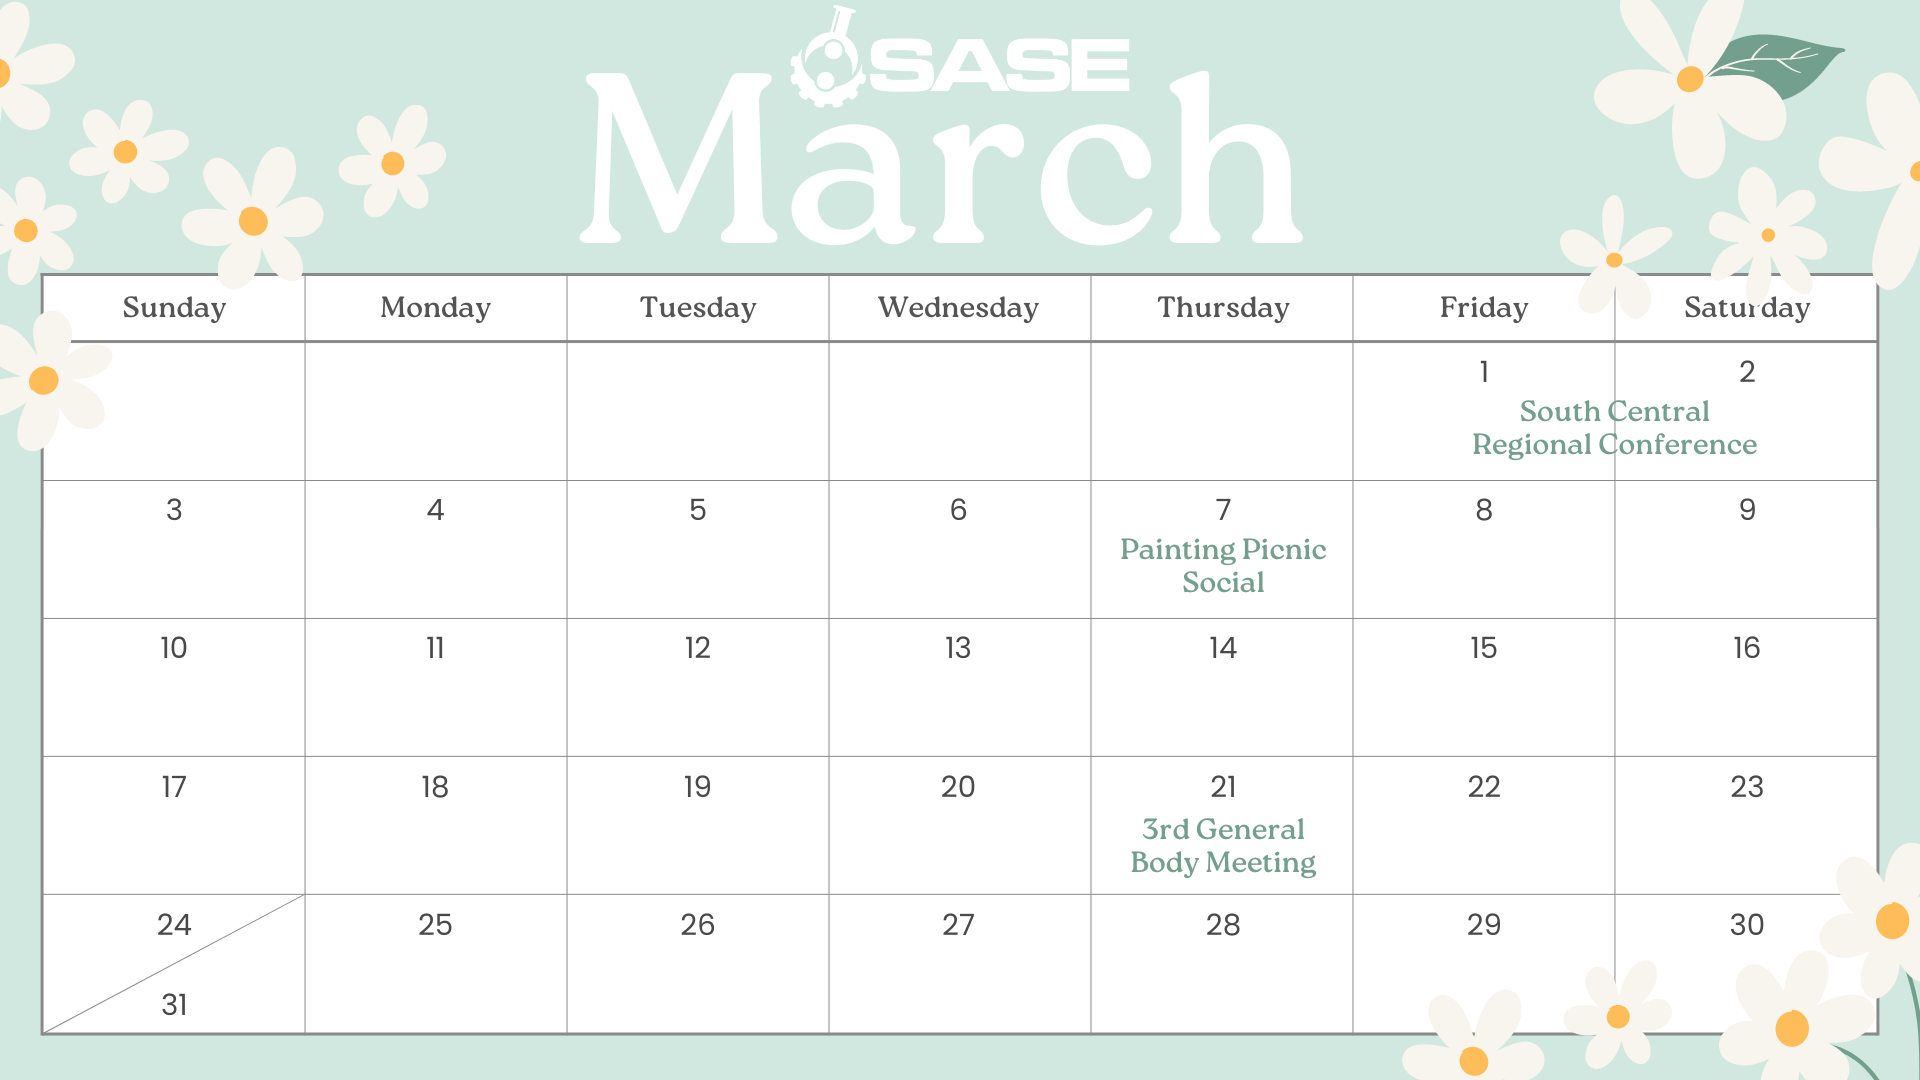 SASE
March
Sunday Monday Tuesday Wednesday Thursday Friday Saturday
1 2
South Central
Regional Conference
3 4 5 6 7 8 9
Painting Picnic
Social
10 11 12 13 14 15 16
17 18 19 20 21 22 23
3rd General
Body Meeting
24 25 26 27 28 29 30
31